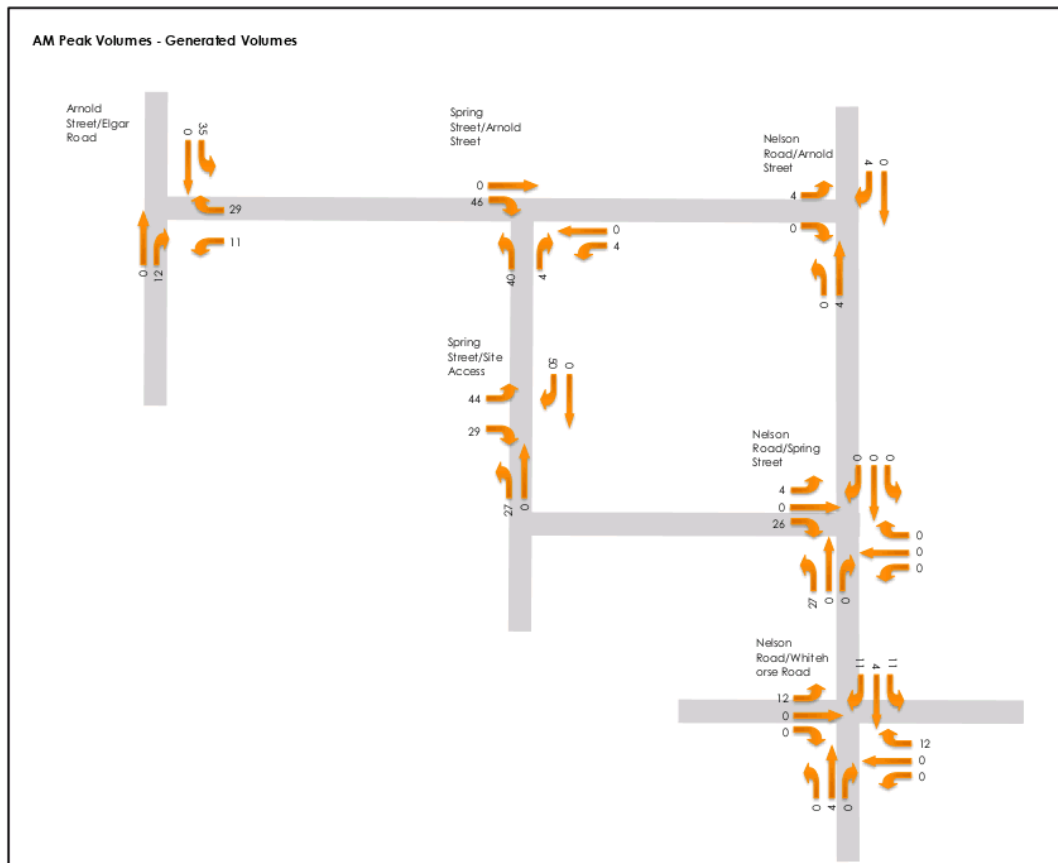 AM Peak Volumes - Generated Volumes
Arnold
Street/Elgar
Road
0
35
29
11
0
12
Spring
Street/Arnold
Street
0
46
0
4
40
4
Nelson
Road/Arnold
Street
4
0
4
0
0
4
Spring
Street/Site
Access
44
29
50
0
27
0
Nelson
Road/Spring
Street
4
0
26
0
0
0
0
0
0
27
0
0
Nelson
Road/Whiteh
orse Road
12
0
0
11
4
11
12
0
0
0
4
0